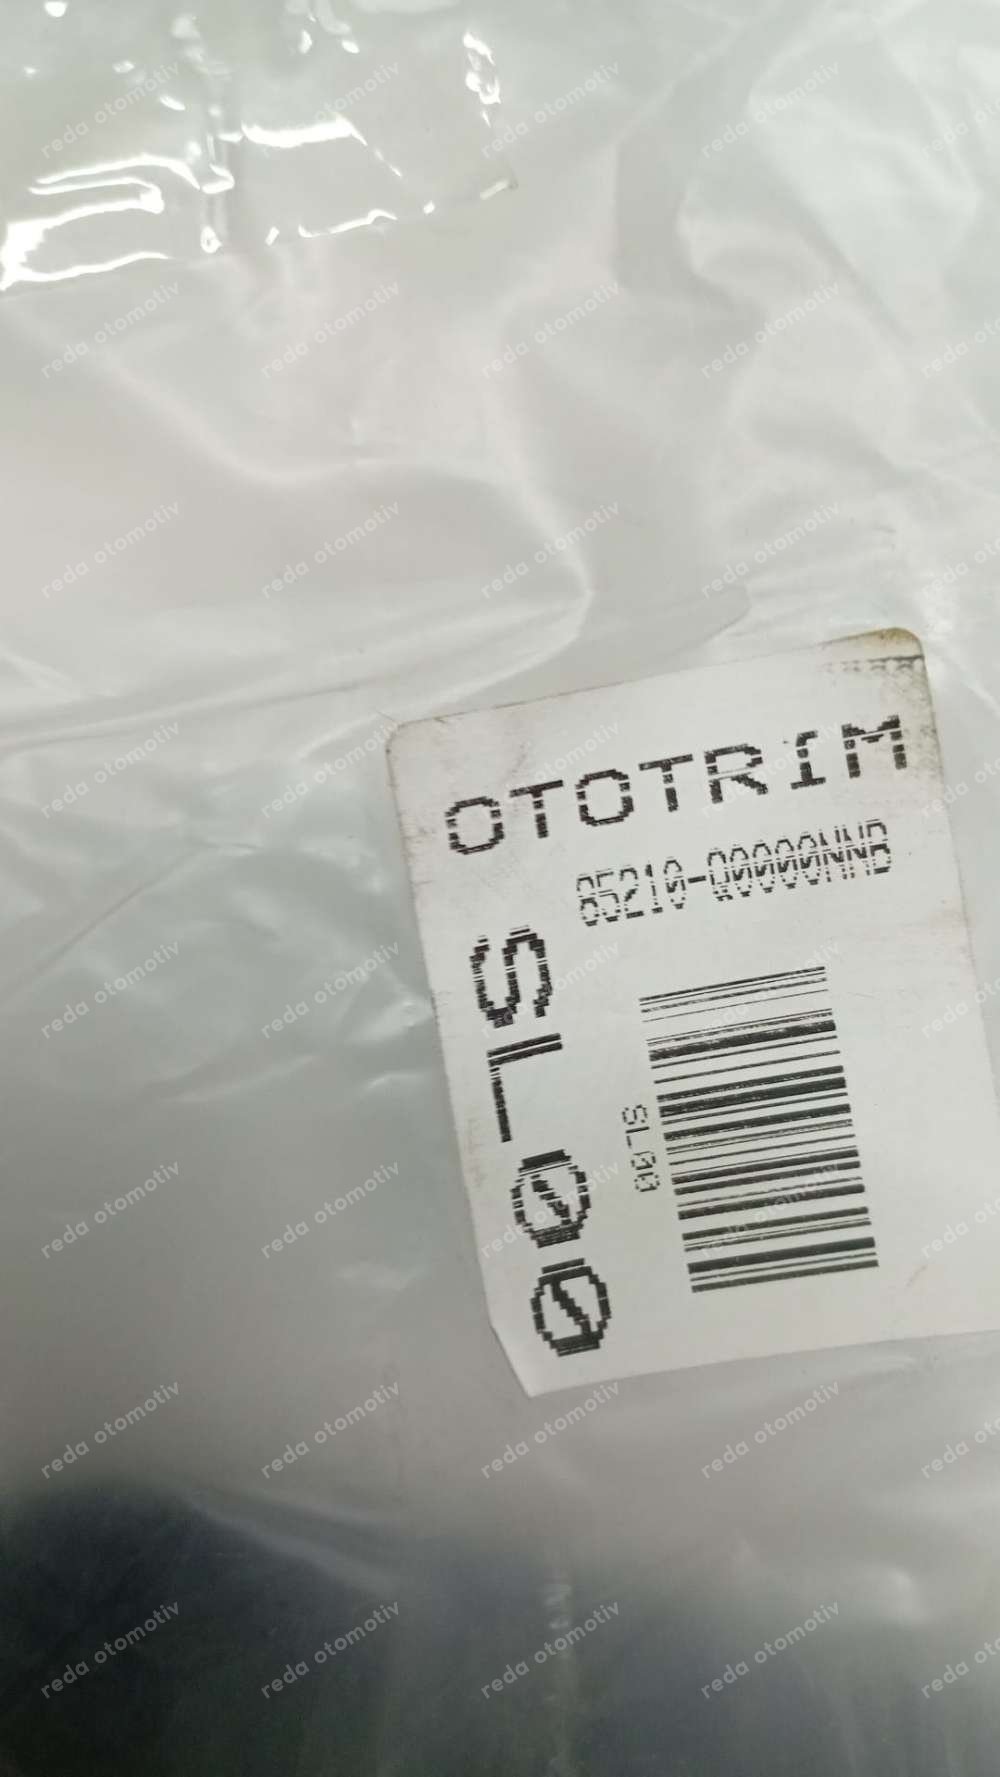 OTOTRIM
85210-Q0000NNB
SL00
SL00
reda otomotiv